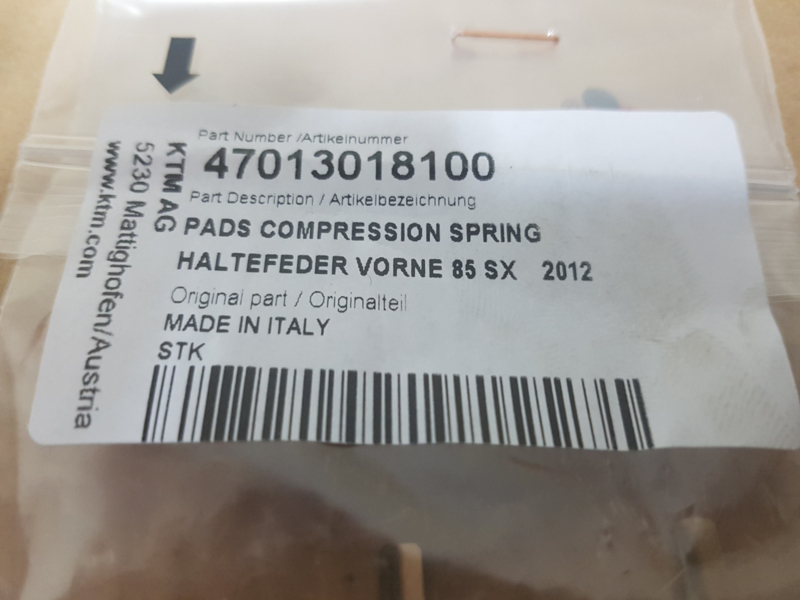 Part Number /Artikelnummer
47013018100
Part Description / Artikelbezeichnung
PADS COMPRESSION SPRING
HALTEFEDER VORNE 85 SX 2012
Original part / Originalteil
MADE IN ITALY
STK
KTM AG
5230 Mattighofen/Austria
www.ktm.com